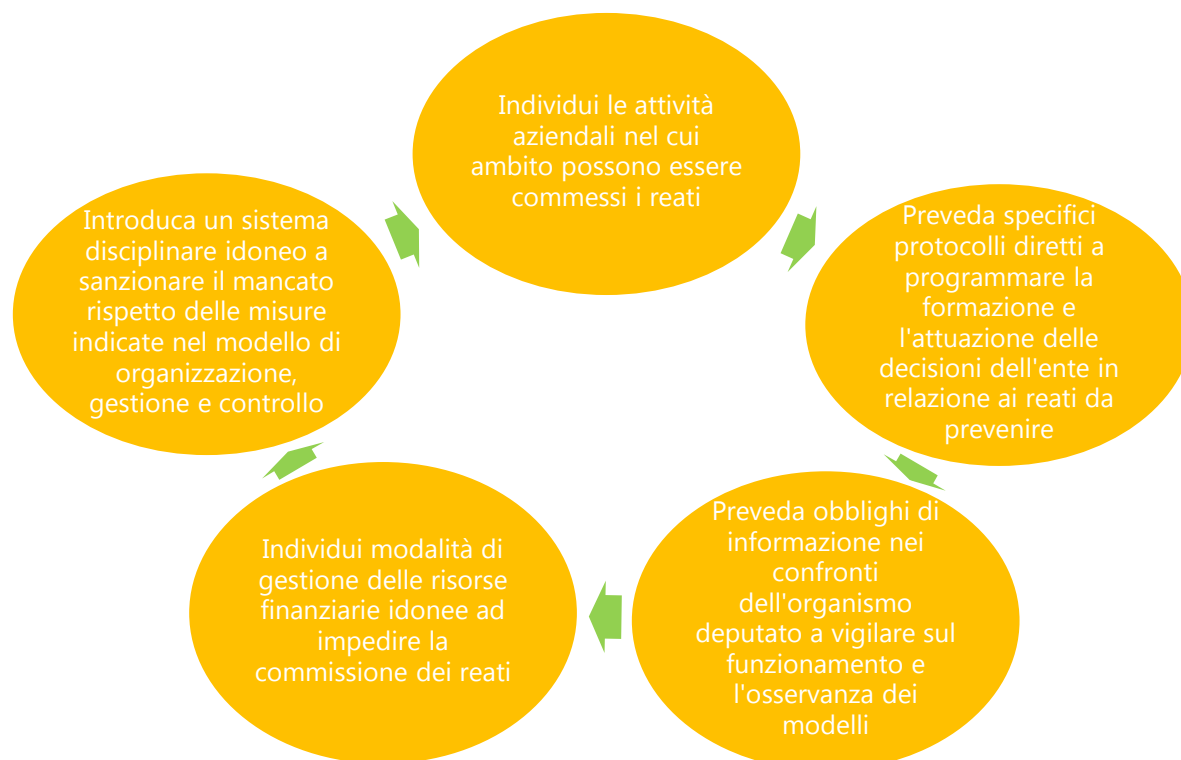 Individui le attività
aziendali nel cui
ambito possono essere
commessi i reati
Preveda specifici
protocolli diretti a
programmare la
formazione e
l'attuazione delle
decisioni dell'ente in
relazione ai reati da
prevenire
Preveda obblighi di
informazione nei
confronti
dell'organismo
deputato a vigilare sul
funzionamento e
l'osservanza dei
modelli
Individui modalità di
gestione delle risorse
finanziarie idonee ad
impedire la
commissione dei reati
Introduca un sistema
disciplinare idoneo a
sanzionare il mancato
rispetto delle misure
indicate nel modello di
organizzazione,
gestione e controllo